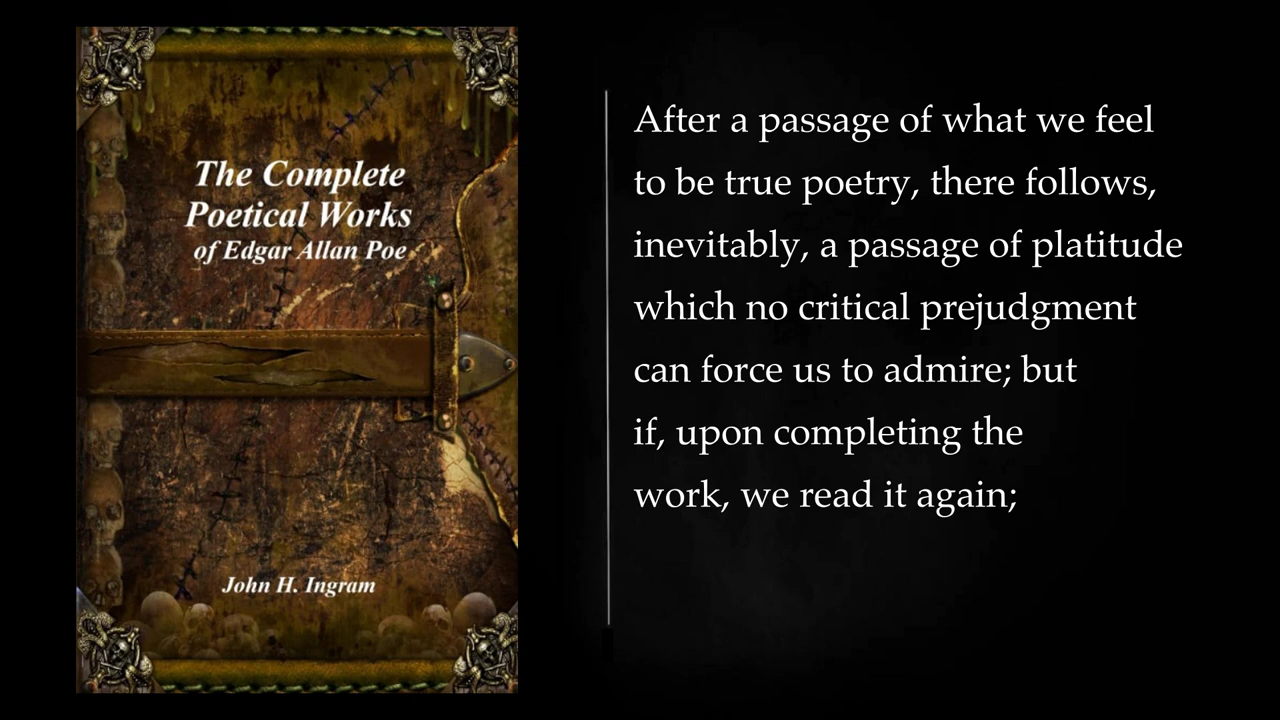 The Complete
Poetical Works
of Edgar Allan Poe
John H. Ingram
After a passage of what we feel
to be true poetry, there follows,
inevitably, a passage of platitude
which no critical prejudgment
can force us to admire; but
if, upon completing the
work, we read it again;